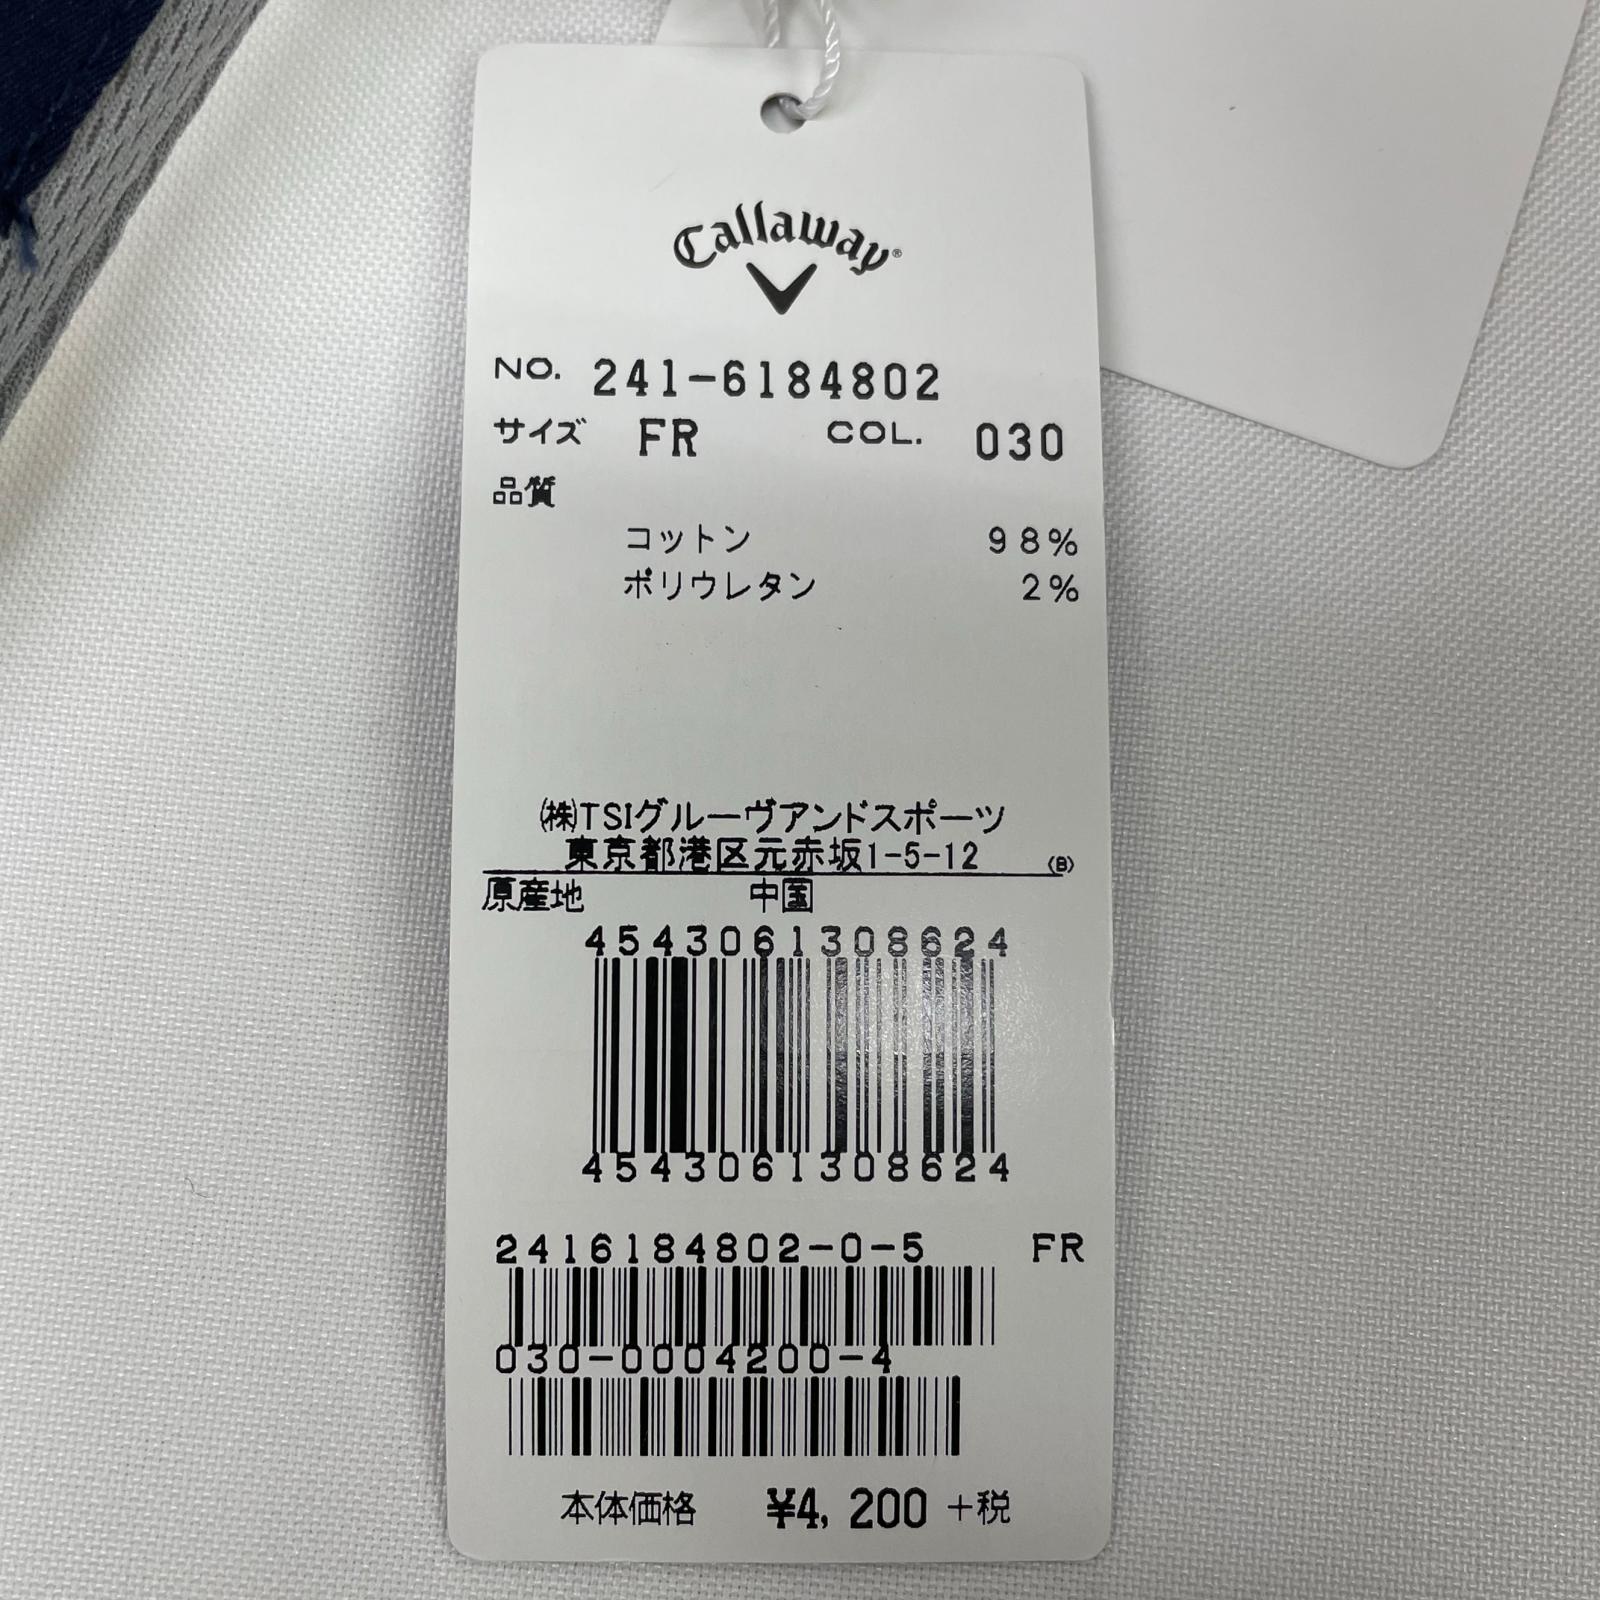 Callaway®
NO. 241-6184802
サイズ FR COL. 030
品質
コットン 98%
ポリウレタン 2%
㈱TSIグルーヴアンドスポーツ
東京都港区元赤坂1-5-12 (B)
原産地 中国
4543061308624
4543061308624
2416184802-0-5 FR
030-0004200-4
本体価格 ¥4,200 +税